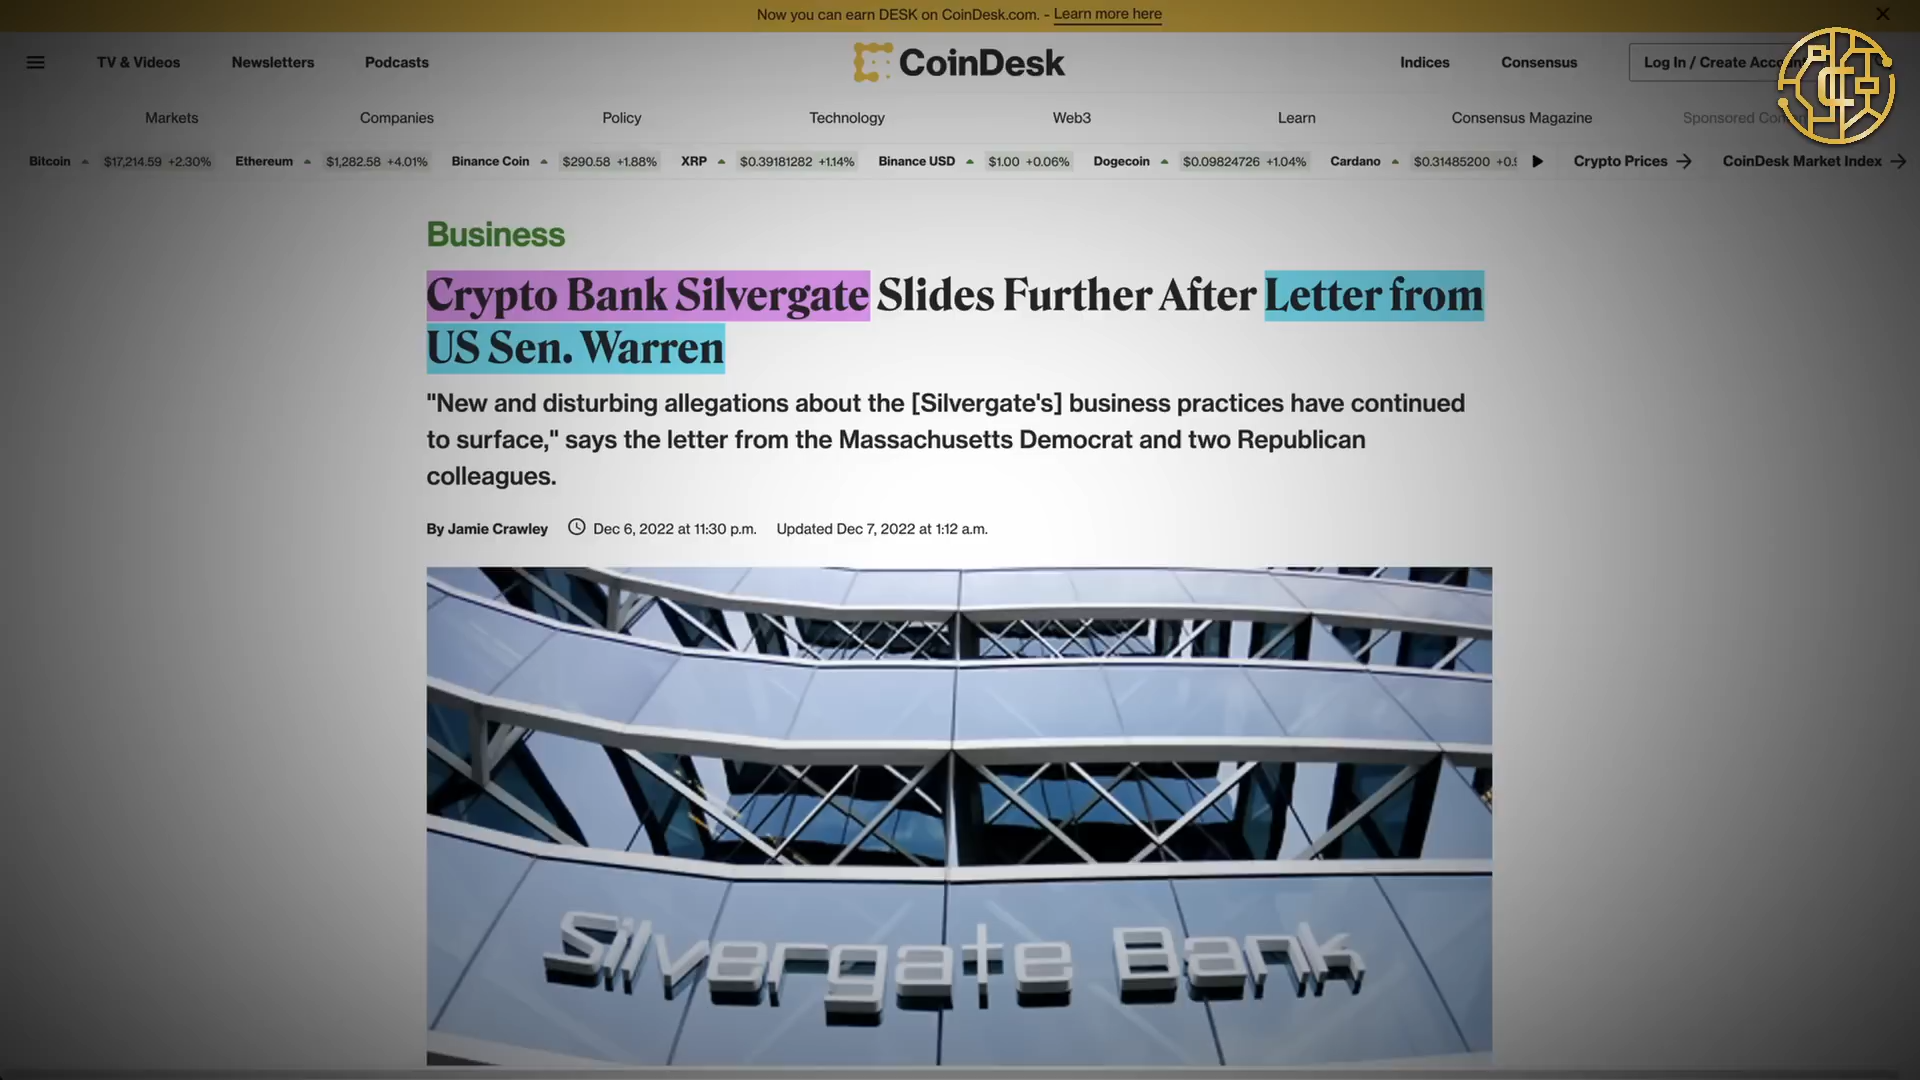 Now you can earn DESK on CoinDesk.com. - Learn more here
TV & Videos Newsletters Podcasts CoinDesk Indices Consensus Log In / Create
Markets Companies Policy Technology Web3 Learn Consensus Magazine Sponsored
Bitcoin $17,214.59 +2.30% Ethereum $1,282.58 +4.01% Binance Coin $290.58 +1.88% XRP $0.39181282 +1.14% Binance USD $1.00 +0.06% Dogecoin $0.09824726 +1.04% Cardano $0.31485200 Crypto Prices → CoinDesk Market Index →
Business
Crypto Bank Silvergate Slides Further After Letter from
US Sen. Warren
"New and disturbing allegations about the [Silvergate's] business practices have continued
to surface," says the letter from the Massachusetts Democrat and two Republican
colleagues.
By Jamie Crawley Dec 6, 2022 at 11:30 p.m. Updated Dec 7, 2022 at 1:12 a.m.
Silvergate Bank